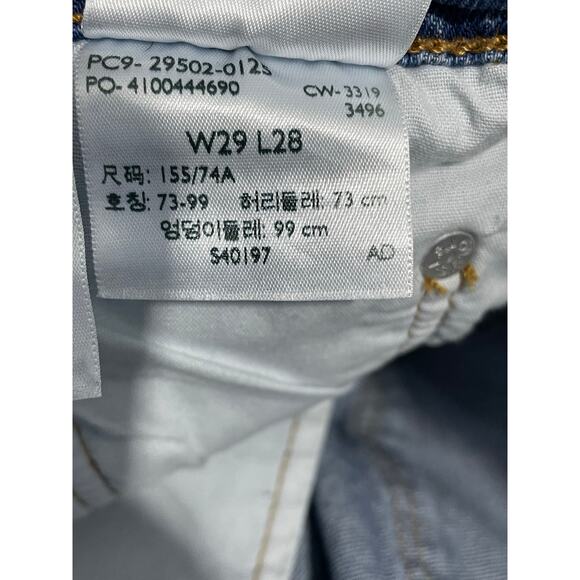 PC9- 29502-0125
PO- 4100444690 CW- 3319
3496
W29 L28
尺码: 155/74A
호칭: 73-99 허리둘레: 73 cm
엉덩이둘레: 99 cm
S40197 AD